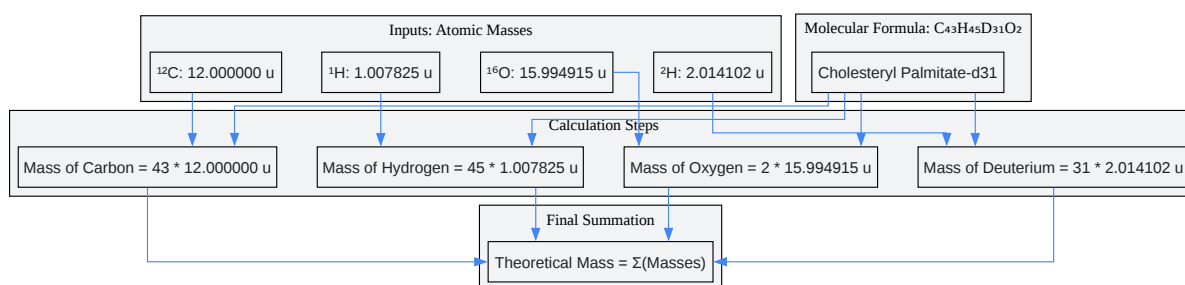 Inputs: Atomic Masses
Molecular Formula: C₄₃H₄₅D₃₁O₂
¹²C: 12.000000 u
¹H: 1.007825 u
¹⁶O: 15.994915 u
²H: 2.014102 u
Cholesteryl Palmitate-d31
Calculation Steps
Mass of Carbon = 43 * 12.000000 u
Mass of Hydrogen = 45 * 1.007825 u
Mass of Oxygen = 2 * 15.994915 u
Mass of Deuterium = 31 * 2.014102 u
Final Summation
Theoretical Mass = Σ(Masses)